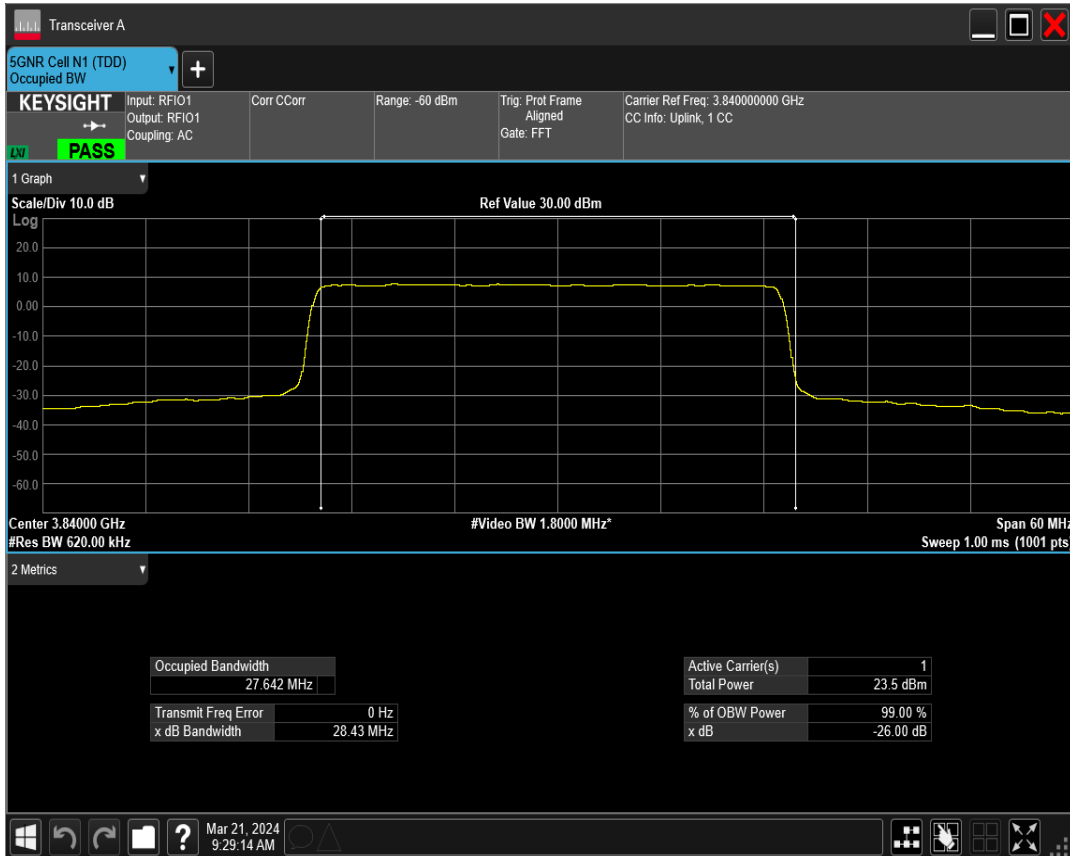 Transceiver A
5GNR Cell N1 (TDD)
Occupied BW
+
KEYSIGHT
LXI
PASS
Input: RFIO1
Output: RFIO1
Coupling: AC
Corr CCorr
Range: -60 dBm
Trig: Prot Frame
Aligned
Gate: FFT
Carrier Ref Freq: 3.840000000 GHz
CC Info: Uplink, 1 CC
1 Graph
Scale/Div 10.0 dB
Ref Value 30.00 dBm
Log
20.0
10.0
0.00
-10.0
-20.0
-30.0
-40.0
-50.0
-60.0
Center 3.84000 GHz
#Video BW 1.8000 MHz*
Span 60 MHz
#Res BW 620.00 kHz
Sweep 1.00 ms (1001 pts)
2 Metrics
Occupied Bandwidth
27.642 MHz
Transmit Freq Error 0 Hz
x dB Bandwidth 28.43 MHz
Active Carrier(s) 1
Total Power 23.5 dBm
% of OBW Power 99.00 %
x dB -26.00 dB
?
Mar 21, 2024
9:29:14 AM